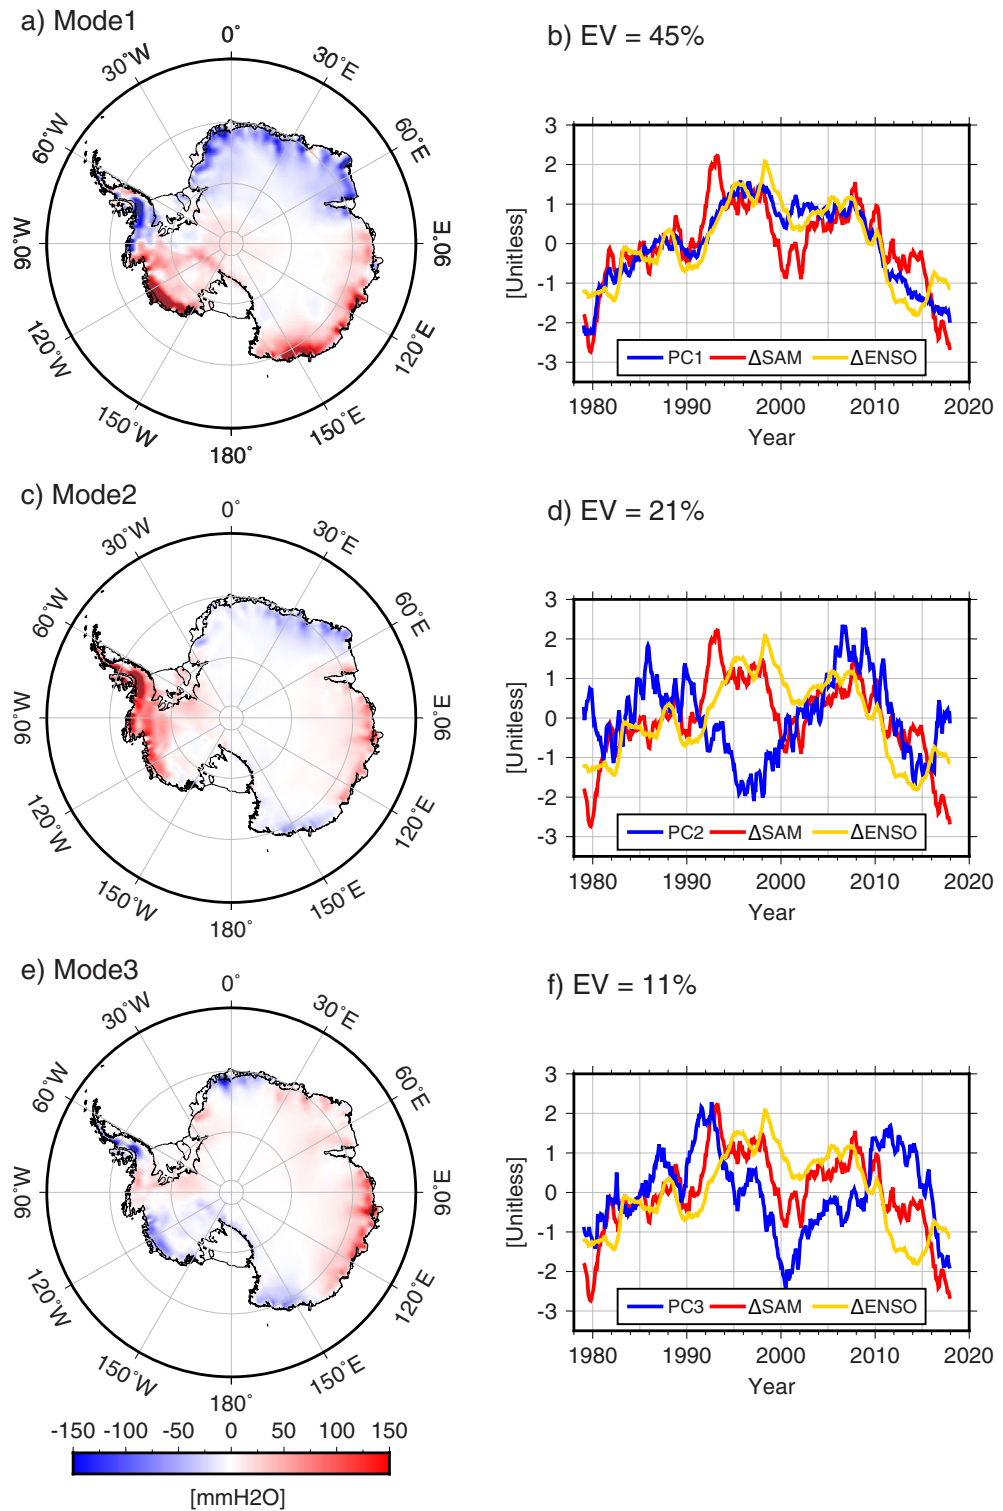 a) Mode1
0°
30°W
30°E
60°W
60°E
90°W
90°E
120°W
120°E
150°W
150°E
180°
b) EV = 45%
3
2
1
0
-1
-2
-3
[Unitless]
PC1 ΔSAM ΔENSO
1980 1990 2000 2010 2020
Year
c) Mode2
0°
30°W
30°E
60°W
60°E
90°W
90°E
120°W
120°E
150°W
150°E
180°
d) EV = 21%
3
2
1
0
-1
-2
-3
[Unitless]
PC2 ΔSAM ΔENSO
1980 1990 2000 2010 2020
Year
e) Mode3
0°
30°W
30°E
60°W
60°E
90°W
90°E
120°W
120°E
150°W
150°E
180°
f) EV = 11%
3
2
1
0
-1
-2
-3
[Unitless]
PC3 ΔSAM ΔENSO
1980 1990 2000 2010 2020
Year
-150 -100 -50 0 50 100 150
[mmH2O]